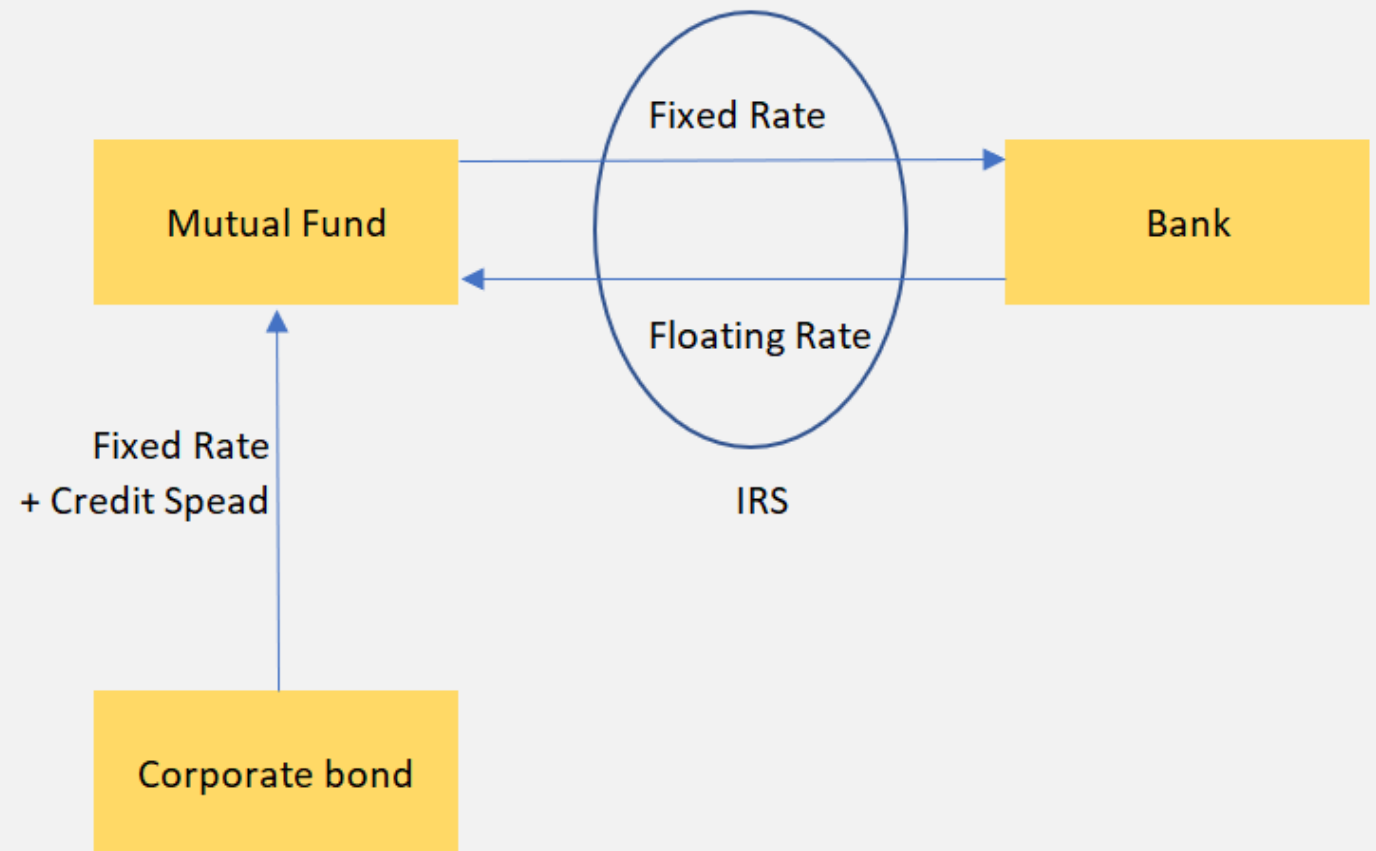 Fixed Rate
Mutual Fund
Bank
Floating Rate
Fixed Rate
+ Credit Spead
IRS
Corporate bond